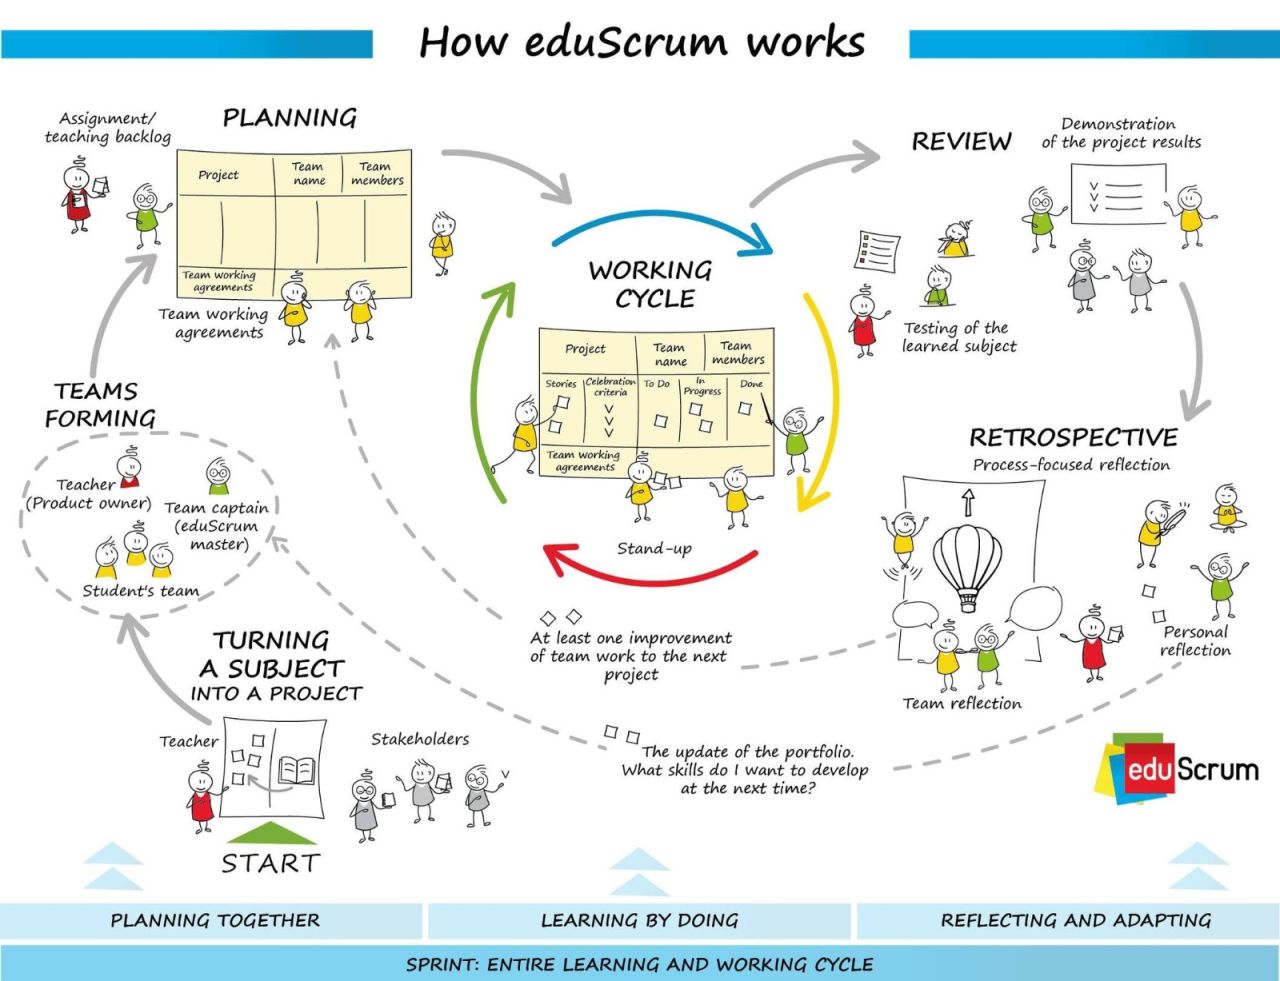 How eduScrum works
Assignment/
teaching backlog
PLANNING
Project
Team
name
Team
members
Team working
agreements
Team working
agreements
TEAMS
FORMING
Teacher
(Product owner)
Team captain
(eduScrum
master)
Student's team
TURNING
A SUBJECT
INTO A PROJECT
Teacher
Stakeholders
START
WORKING
CYCLE
Project
Team
name
Team
members
Stories
Celebration
criteria
To Do
In
Progress
Done
Team working
agreements
Stand-up
At least one improvement
of team work to the next
project
The update of the portfolio.
What skills do I want to develop
at the next time?
REVIEW
Demonstration
of the project results
Testing of the
learned subject
RETROSPECTIVE
Process-focused reflection
Team reflection
Personal
reflection
eduScrum
PLANNING TOGETHER
LEARNING BY DOING
REFLECTING AND ADAPTING
SPRINT: ENTIRE LEARNING AND WORKING CYCLE